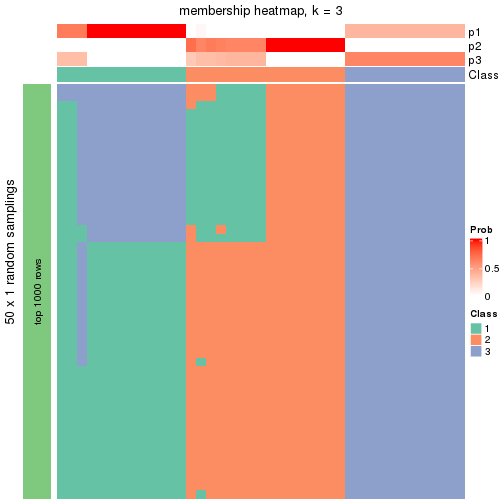 membership heatmap, k = 3
p1
p2
p3
Class
50 x 1 random samplings
top 1000 rows
Prob
1
0.5
0
Class
1
2
3